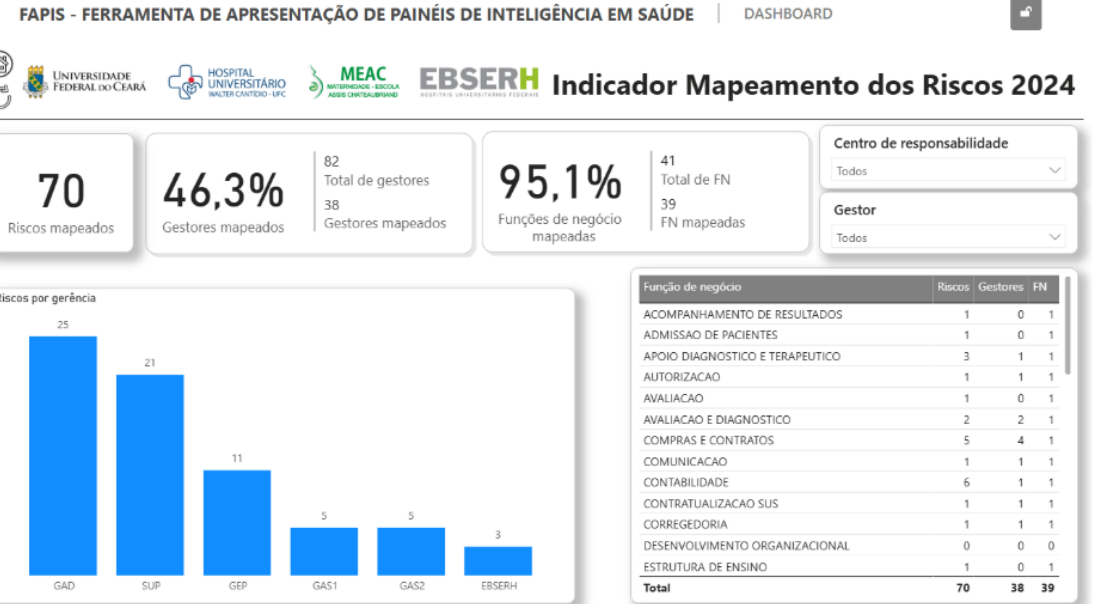 FAPIS - FERRAMENTA DE APRESENTAÇÃO DE PAINÉIS DE INTELIGÊNCIA EM SAÚDE | DASHBOARD
UNIVERSIDADE
FEDERAL DO CEARÁ
HOSPITAL
UNIVERSITÁRIO
WALTER CANTÍDIO - UFC
MEAC
MATERNIDADE - ESCOLA
ASSIS CHATEAUBRIAND
EBSERH
HOSPITAIS UNIVERSITÁRIOS FEDERAIS
Indicador Mapeamento dos Riscos 2024
70
Riscos mapeados
46,3%
Gestores mapeados
82
Total de gestores
38
Gestores mapeados
95,1%
Funções de negócio
mapeadas
41
Total de FN
39
FN mapeadas
Centro de responsabilidade
Todos
Gestor
Todos
Riscos por gerência
25
21
11
5
5
3
GAD SUP GEP GAS1 GAS2 EBSERH
Função de negócio Riscos Gestores FN
ACOMPANHAMENTO DE RESULTADOS 1 0 1
ADMISSAO DE PACIENTES 1 0 1
APOIO DIAGNOSTICO E TERAPEUTICO 3 1 1
AUTORIZACAO 1 1 1
AVALIACAO 1 0 1
AVALIACAO E DIAGNOSTICO 2 2 1
COMPRAS E CONTRATOS 5 4 1
COMUNICACAO 1 1 1
CONTABILIDADE 6 1 1
CONTRATUALIZACAO SUS 1 1 1
CORREGEDORIA 1 1 1
DESENVOLVIMENTO ORGANIZACIONAL 0 0 0
ESTRUTURA DE ENSINO 1 0 1
Total 70 38 39